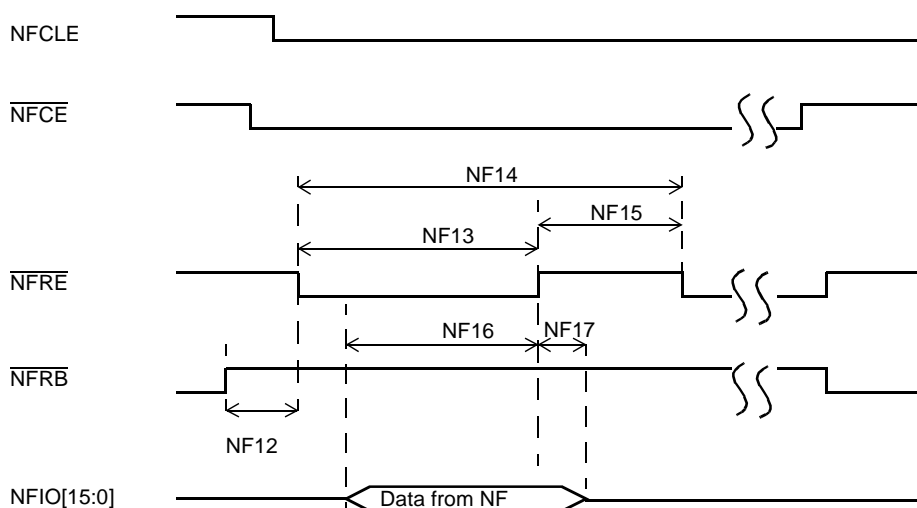 NFCLE
NFCE
NF14
NF15
NF13
NFRE
NF16
NF17
NFRB
NF12
NFIO[15:0]
Data from NF